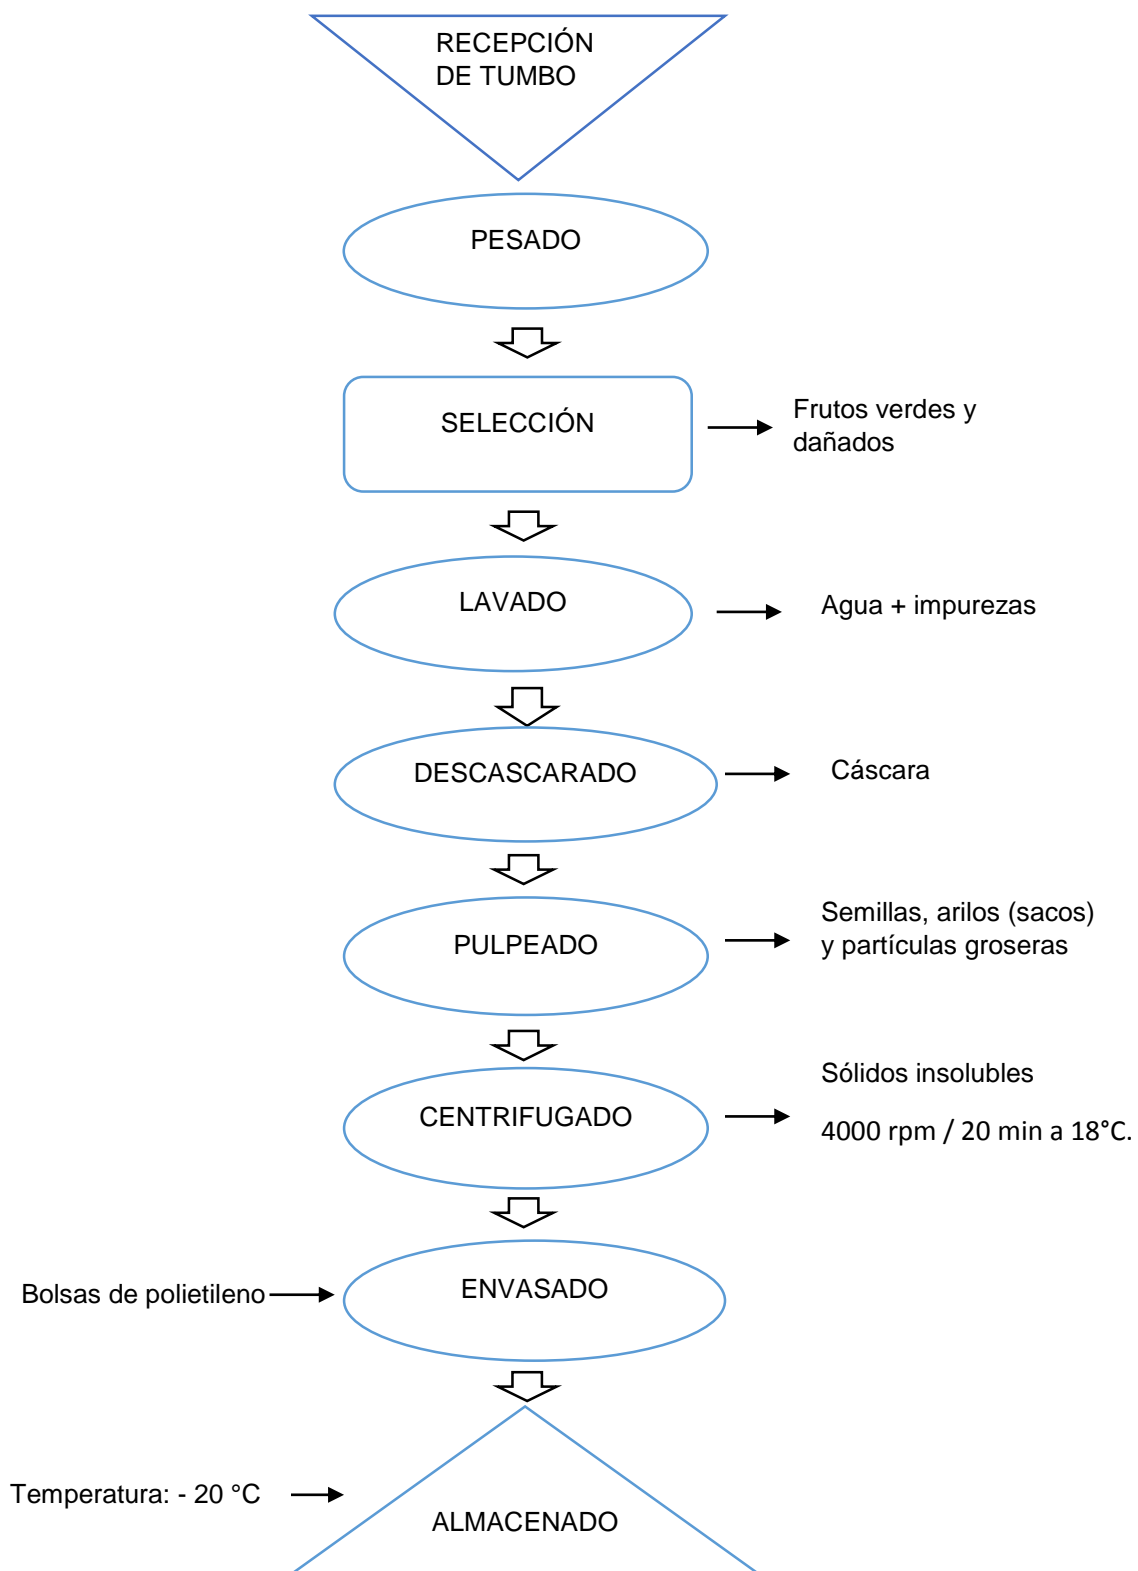 RECEPCIÓN
DE TUMBO
PESADO
SELECCIÓN
Frutos verdes y
dañados
LAVADO
Agua + impurezas
DESCASCARADO
Cáscara
PULPEADO
Semillas, arilos (sacos)
y partículas groseras
CENTRIFUGADO
Sólidos insolubles
4000 rpm / 20 min a 18°C.
Bolsas de polietileno
ENVASADO
Temperatura: - 20 °C
ALMACENADO